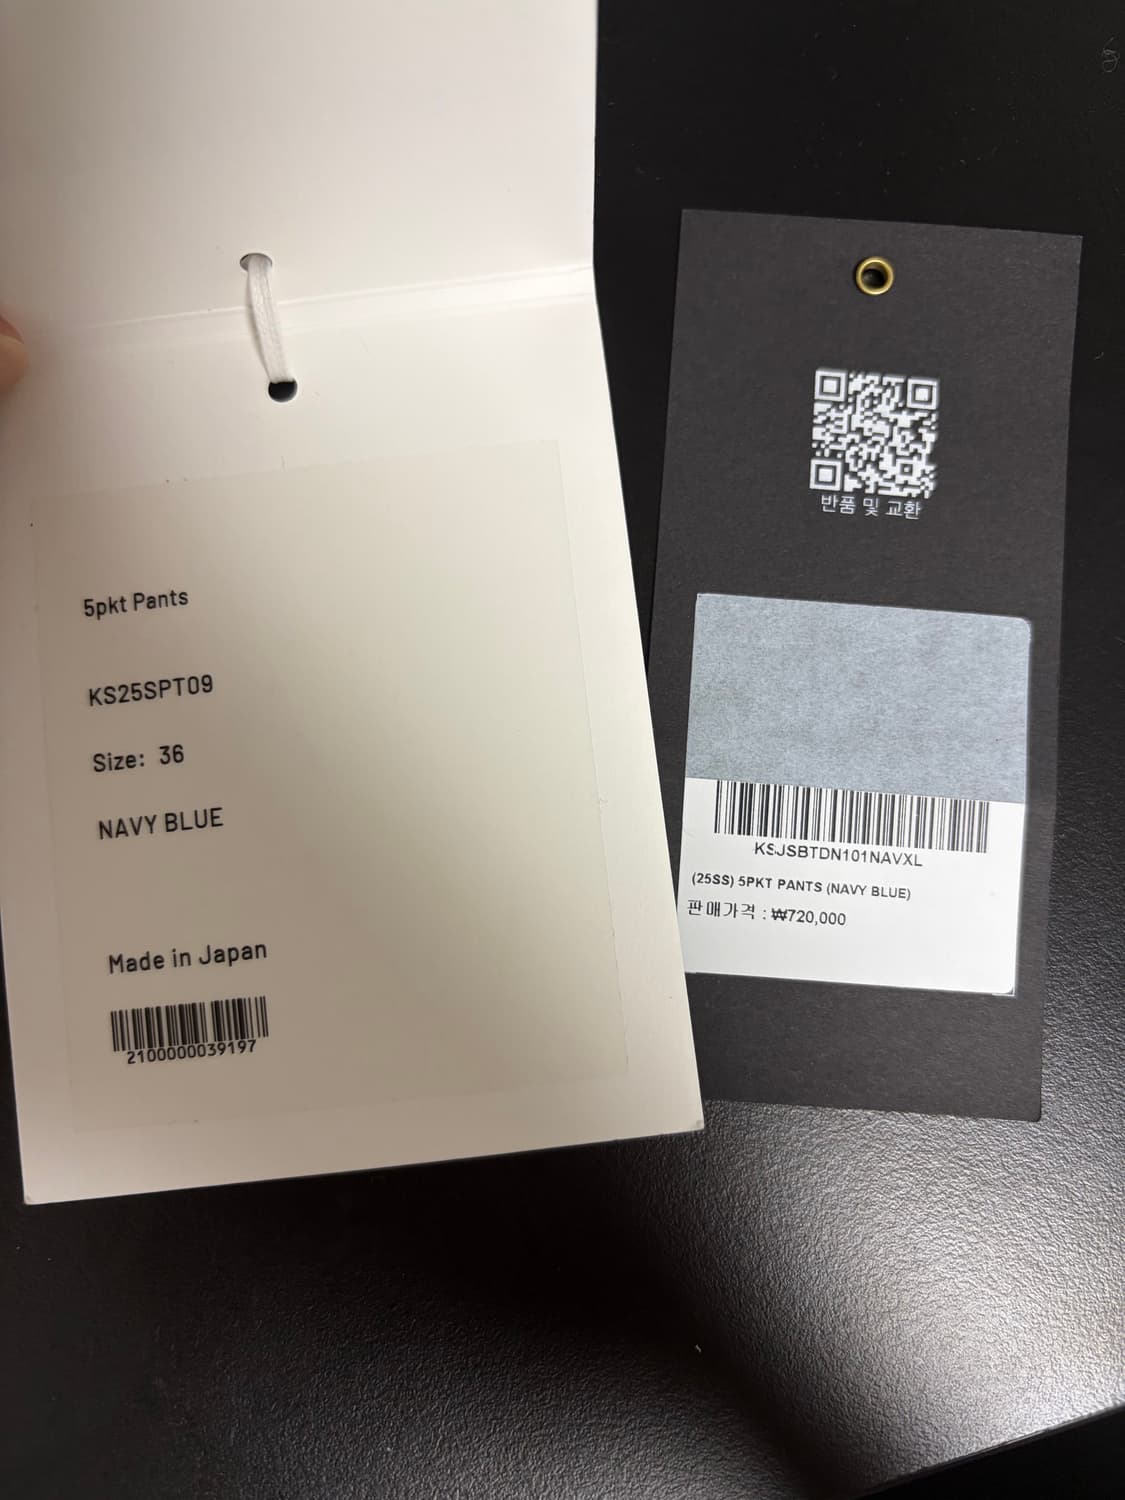 5pkt Pants
KS25SPT09
Size: 36
NAVY BLUE
Made in Japan
2100000039197
반품 및 교환
KSJSBTDN101NAVXL
(25SS) 5PKT PANTS (NAVY BLUE)
판매가격 : ₩720,000